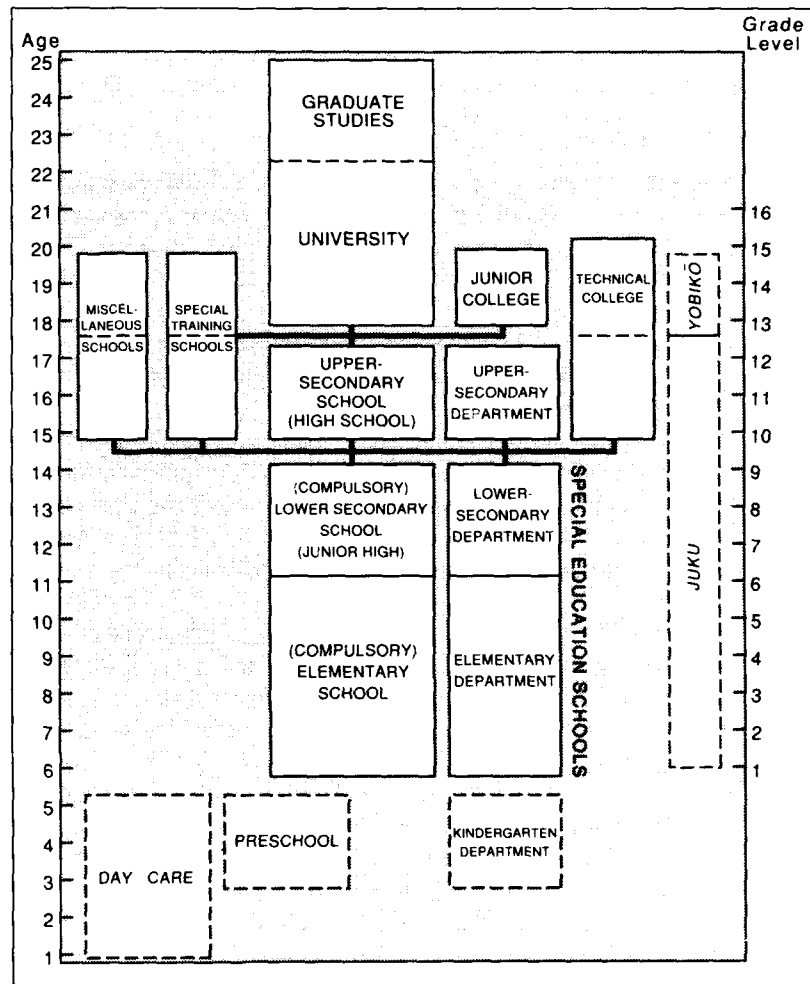 Age
Grade
Level
25
24
23
22
21
20
19
18
17
16
15
14
13
12
11
10
9
8
7
6
5
4
3
2
1
GRADUATE
STUDIES
UNIVERSITY
MISCEL-
LANEOUS
SCHOOLS
SPECIAL
TRAINING
SCHOOLS
JUNIOR
COLLEGE
TECHNICAL
COLLEGE
YOBIKŌ
UPPER-
SECONDARY
SCHOOL
(HIGH SCHOOL)
UPPER-
SECONDARY
DEPARTMENT
(COMPULSORY)
LOWER SECONDARY
SCHOOL
(JUNIOR HIGH)
LOWER-
SECONDARY
DEPARTMENT
(COMPULSORY)
ELEMENTARY
SCHOOL
ELEMENTARY
DEPARTMENT
SPECIAL EDUCATION SCHOOLS
JUKU
DAY CARE
PRESCHOOL
KINDERGARTEN
DEPARTMENT
16
15
14
13
12
11
10
9
8
7
6
5
4
3
2
1